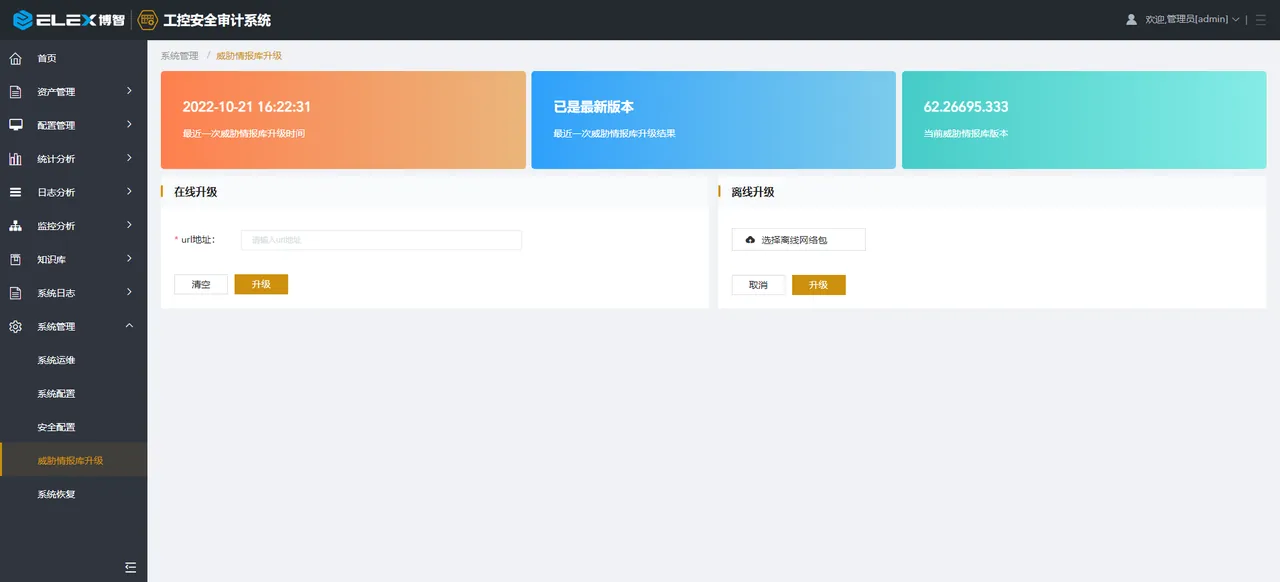 ELEX博智 工控安全审计系统
欢迎,管理员[admin]
首页
资产管理
配置管理
统计分析
日志分析
监控分析
知识库
系统日志
系统管理
系统运维
系统配置
安全配置
威胁情报库升级
系统恢复
系统管理 / 威胁情报库升级
2022-10-21 16:22:31
最近一次威胁情报库升级时间
已是最新版本
最近一次威胁情报库升级结果
62.26695.333
当前威胁情报库版本
在线升级
* url地址:
请输入url地址
清空 升级
离线升级
选择离线网络包
取消 升级